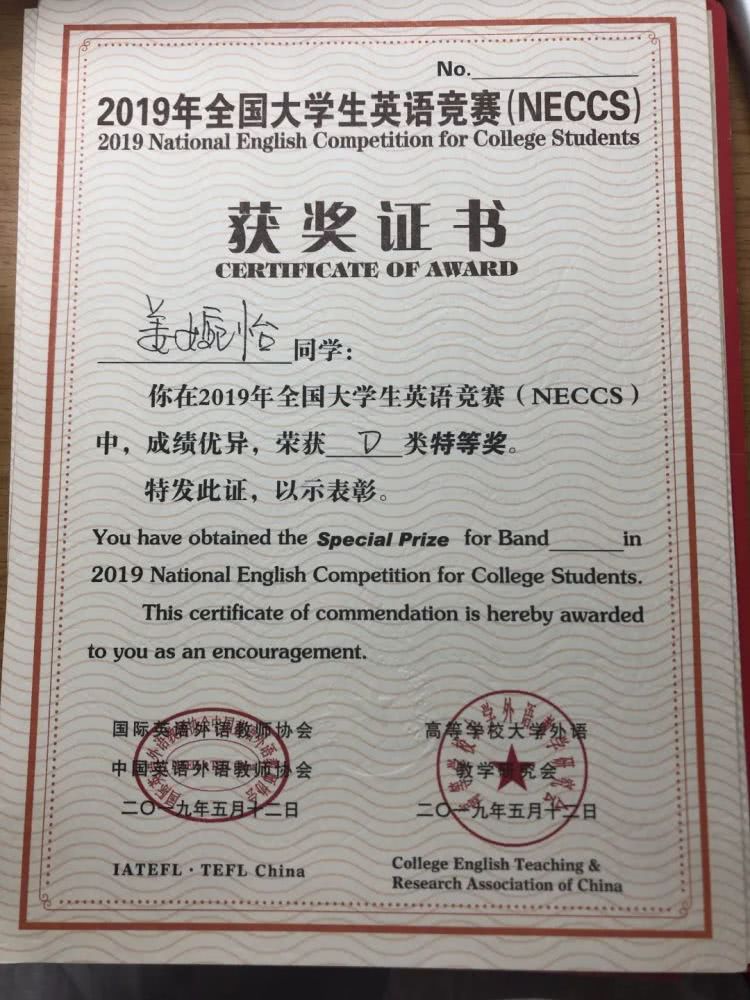 No.
2019年全国大学生英语竞赛(NECCS)
2019 National English Competition for College Students
获奖证书
CERTIFICATE OF AWARD
姜婉怡同学:
你在2019年全国大学生英语竞赛(NECCS)
中,成绩优异,荣获 D 类特等奖。
特发此证,以示表彰。
You have obtained the Special Prize for Band in
2019 National English Competition for College Students.
This certificate of commendation is hereby awarded
to you as an encouragement.
国际英语外语教师协会
中国英语外语教师协会
二〇一九年五月十二日
IATEFL · TEFL China
高等学校大学外语
教学研究会
二〇一九年五月十二日
College English Teaching &
Research Association of China